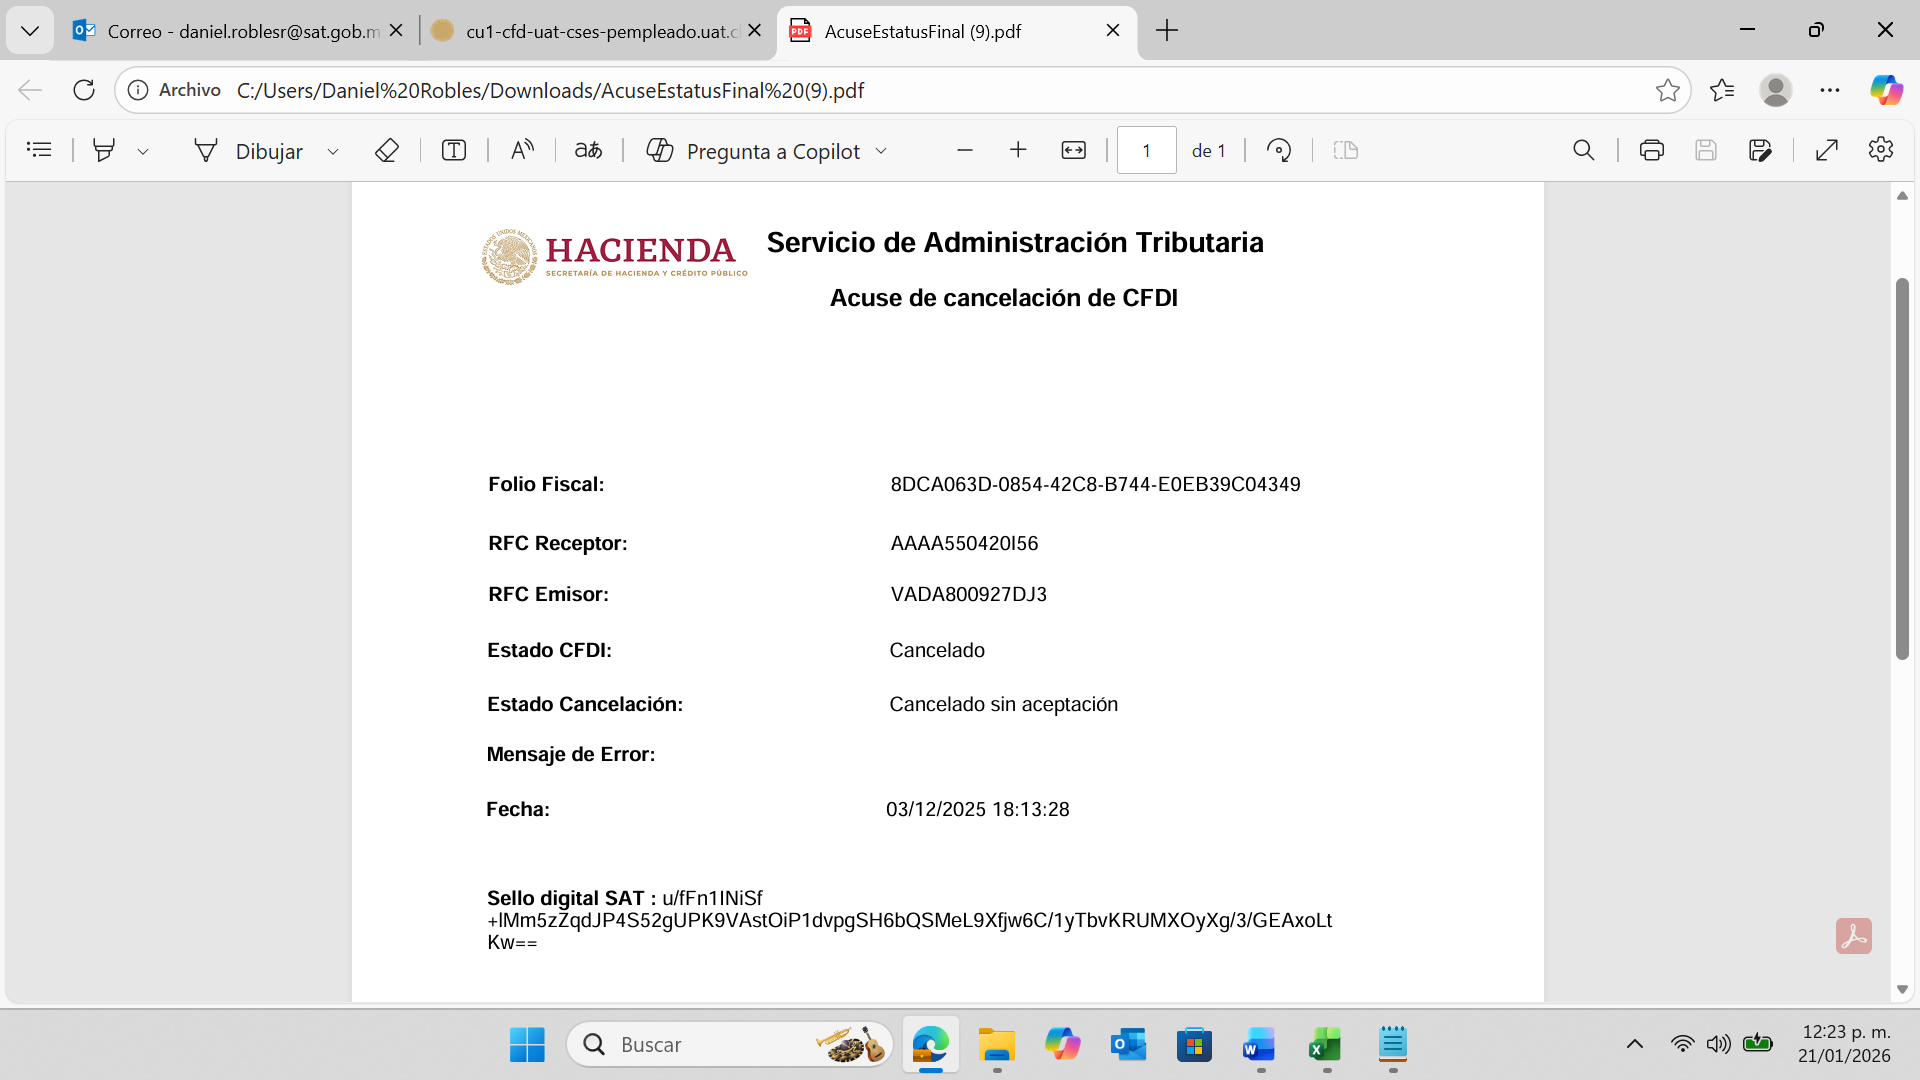 Correo - daniel.roblesr@sat.gob.m
cu1-cfd-uat-cses-pempleado.uat.c
AcuseEstatusFinal (9).pdf
Archivo C:/Users/Daniel%20Robles/Downloads/AcuseEstatusFinal%20(9).pdf
Dibujar
Pregunta a Copilot
1 de 1
HACIENDA
SECRETARÍA DE HACIENDA Y CRÉDITO PÚBLICO
Servicio de Administración Tributaria
Acuse de cancelación de CFDI
Folio Fiscal: 8DCA063D-0854-42C8-B744-E0EB39C04349
RFC Receptor: AAAA550420I56
RFC Emisor: VADA800927DJ3
Estado CFDI: Cancelado
Estado Cancelación: Cancelado sin aceptación
Mensaje de Error:
Fecha: 03/12/2025 18:13:28
Sello digital SAT : u/fFn1INiSf
+lMm5zZqdJP4S52gUPK9VAstOiP1dvpgSH6bQSMeL9Xfjw6C/1yTbvKRUMXOyXg/3/GEAxoLt
Kw==
Buscar
12:23 p. m.
21/01/2026